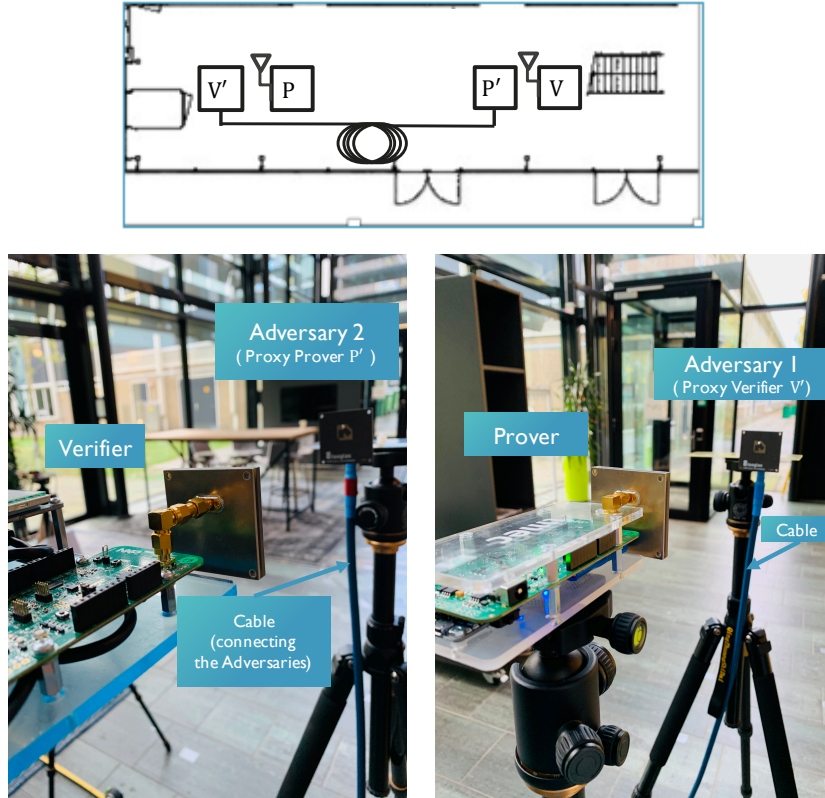 V′
P
P′
V
Adversary 2
( Proxy Prover P′ )
Verifier
Cable
(connecting
the Adversaries)
Adversary 1
( Proxy Verifier V′)
Prover
Cable
imec